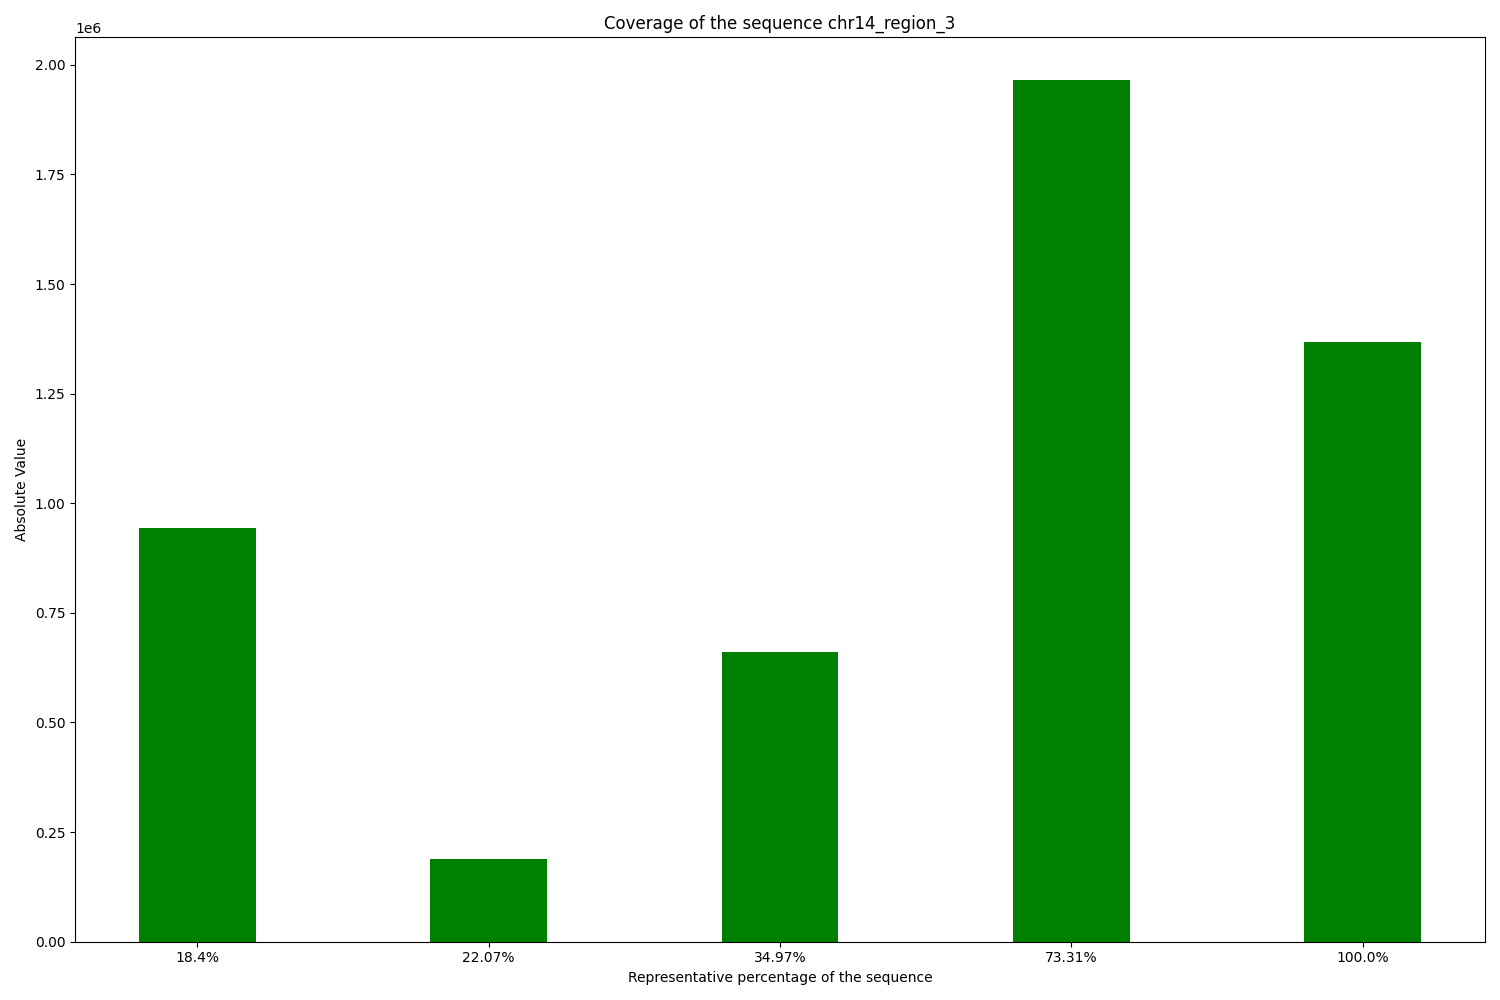 Coverage of the sequence chr14_region_3
1e6
2.00
1.75
1.50
1.25
1.00
0.75
0.50
0.25
0.00
Absolute Value
18.4% 22.07% 34.97% 73.31% 100.0%
Representative percentage of the sequence